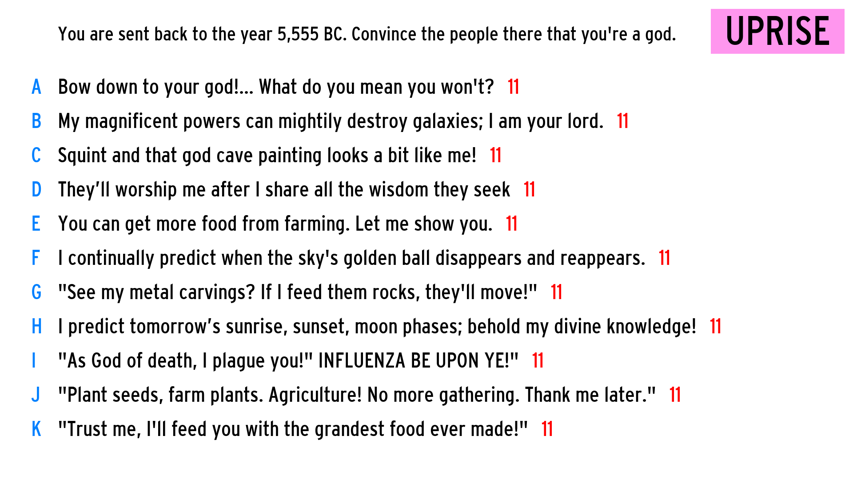 You are sent back to the year 5,555 BC. Convince the people there that you're a god.
UPRISE
A Bow down to your god!... What do you mean you won't? 11
B My magnificent powers can mightily destroy galaxies; I am your lord. 11
C Squint and that god cave painting looks a bit like me! 11
D They’ll worship me after I share all the wisdom they seek 11
E You can get more food from farming. Let me show you. 11
F I continually predict when the sky's golden ball disappears and reappears. 11
G "See my metal carvings? If I feed them rocks, they'll move!" 11
H I predict tomorrow’s sunrise, sunset, moon phases; behold my divine knowledge! 11
I "As God of death, I plague you!" INFLUENZA BE UPON YE!" 11
J "Plant seeds, farm plants. Agriculture! No more gathering. Thank me later." 11
K "Trust me, I'll feed you with the grandest food ever made!" 11